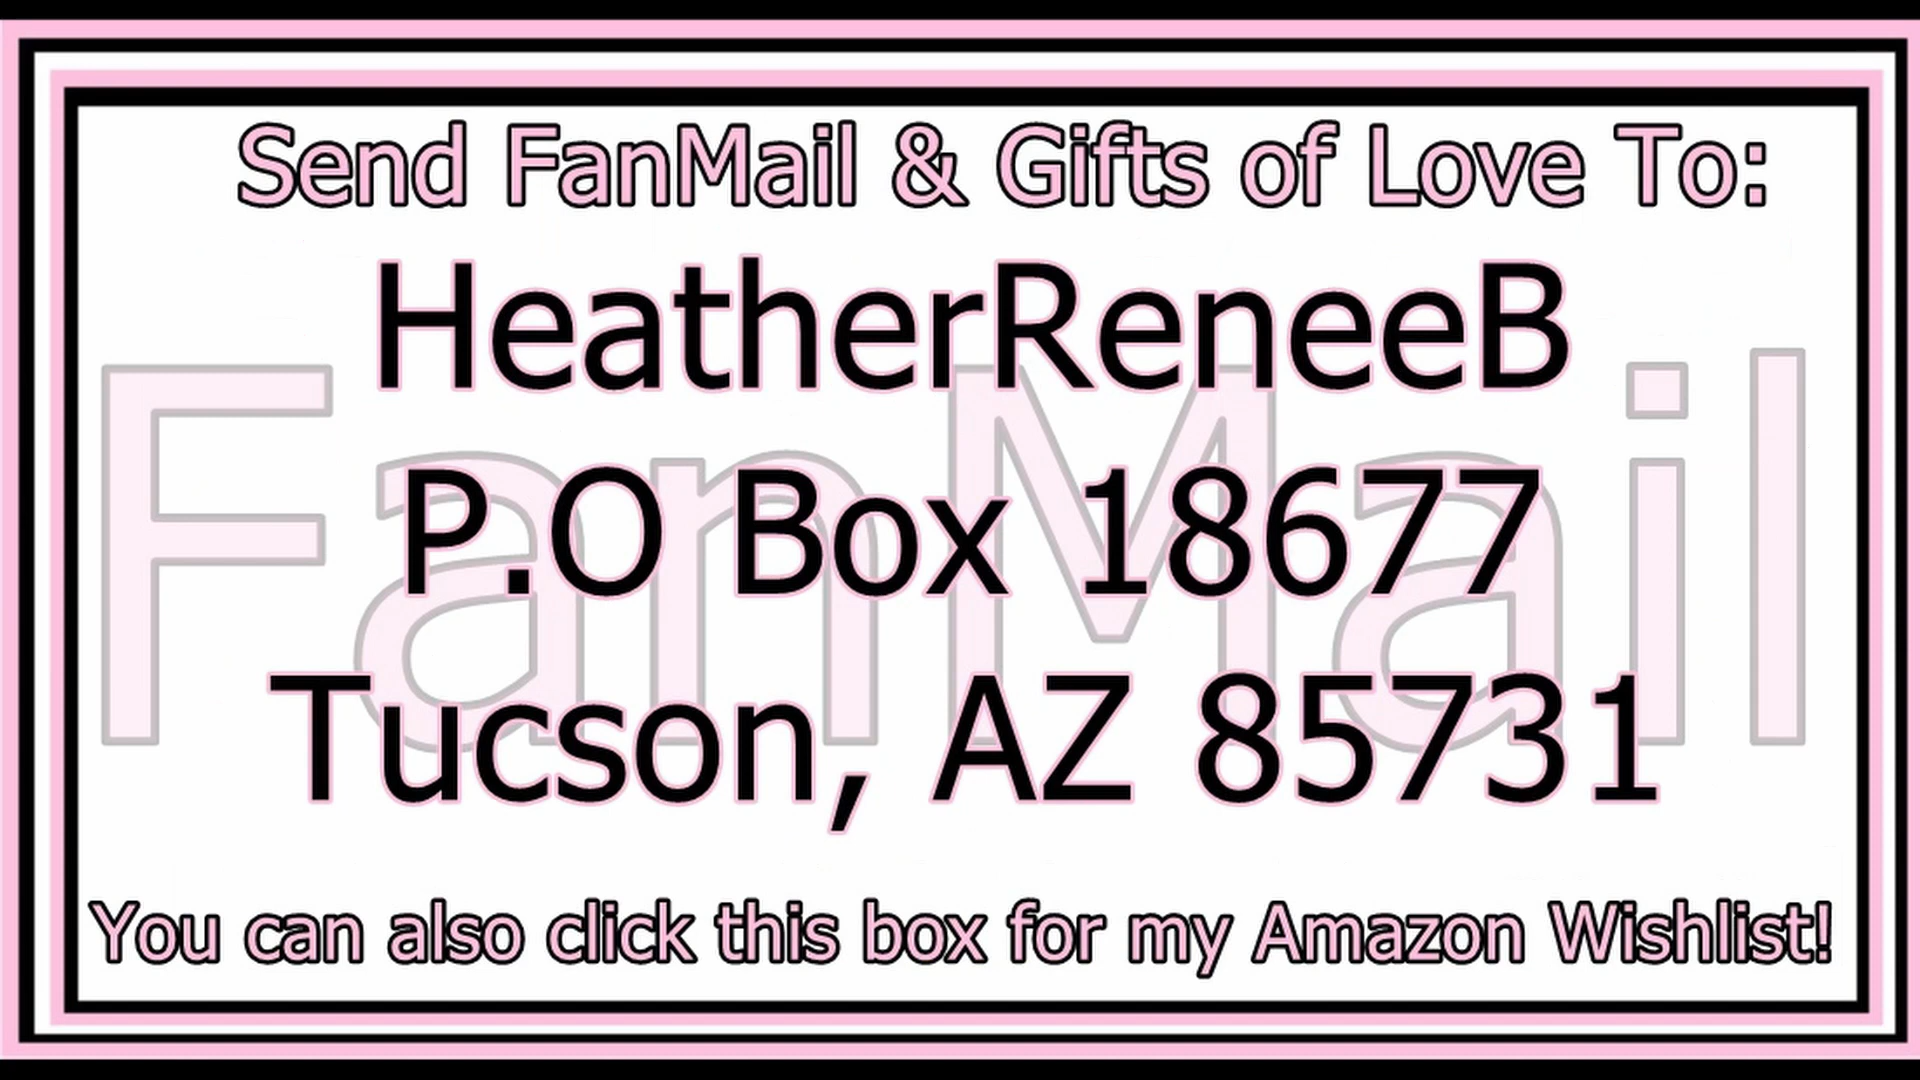 Send FanMail & Gifts of Love To:
HeatherReneeB
FanMail
P.O Box 18677
Tucson, AZ 85731
You can also click this box for my Amazon Wishlist!